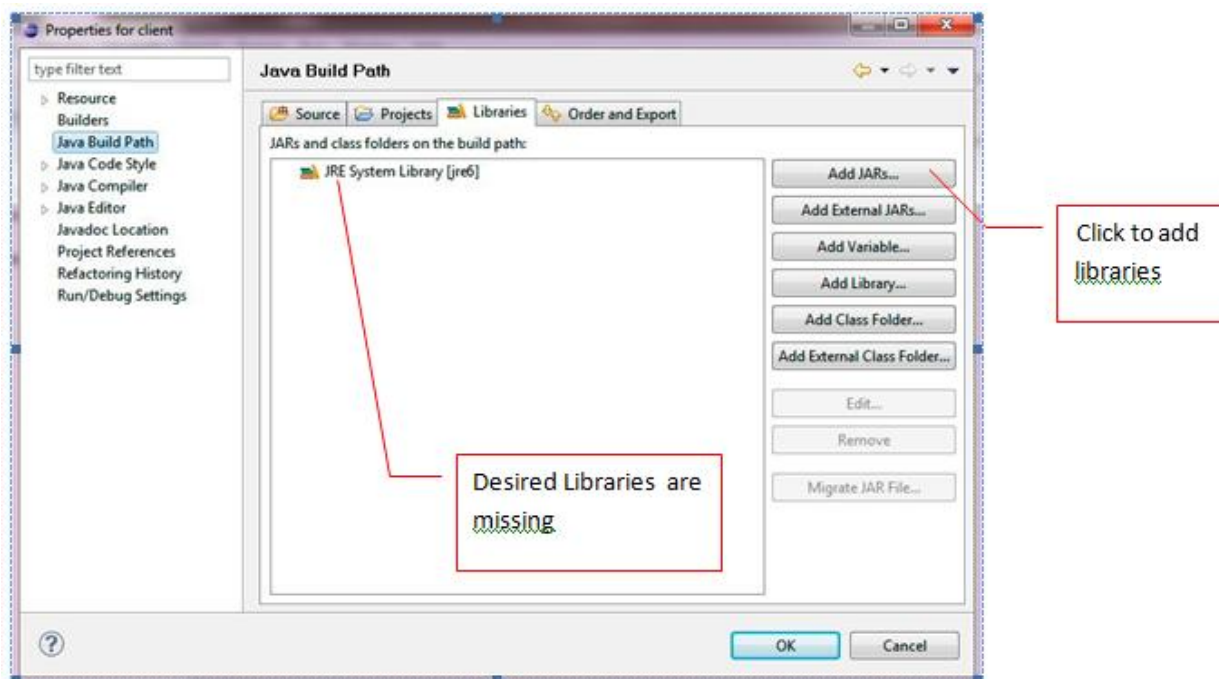 Properties for client
type filter text
Resource
Builders
Java Build Path
Java Code Style
Java Compiler
Java Editor
Javadoc Location
Project References
Refactoring History
Run/Debug Settings
Java Build Path
Source
Projects
Libraries
Order and Export
JARs and class folders on the build path:
JRE System Library [jre6]
Add JARs...
Add External JARs...
Add Variable...
Add Library...
Add Class Folder...
Add External Class Folder...
Edit...
Remove
Migrate JAR File...
Click to add
libraries
Desired Libraries are
missing
OK
Cancel